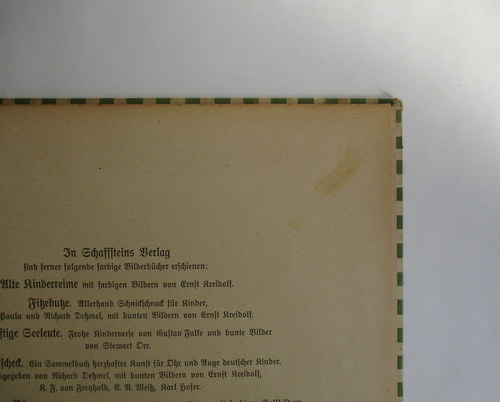 In Schaffsteins Verlag
sind ferner folgende farbige Bilderbücher erschienen:
Alte Kinderreime mit farbigen Bildern von Ernst Kreidolf.
Fitzebutze. Allerhand Schnickschnack für Kinder,
Paula und Richard Dehmel, mit bunten Bildern von Ernst Kreidolf.
stige Seeleute. Frohe Kinderverse von Gustav Falke und bunte Bilder
von Stewart Orr.
scheck. Ein Sammelbuch herzhafter Kunst für Ohr und Auge deutscher Kinder.
sgegeben von Richard Dehmel, mit bunten Bildern von Ernst Kreidolf,
K. F. von Freyhold, E. R. Weiß, Karl Hofer.